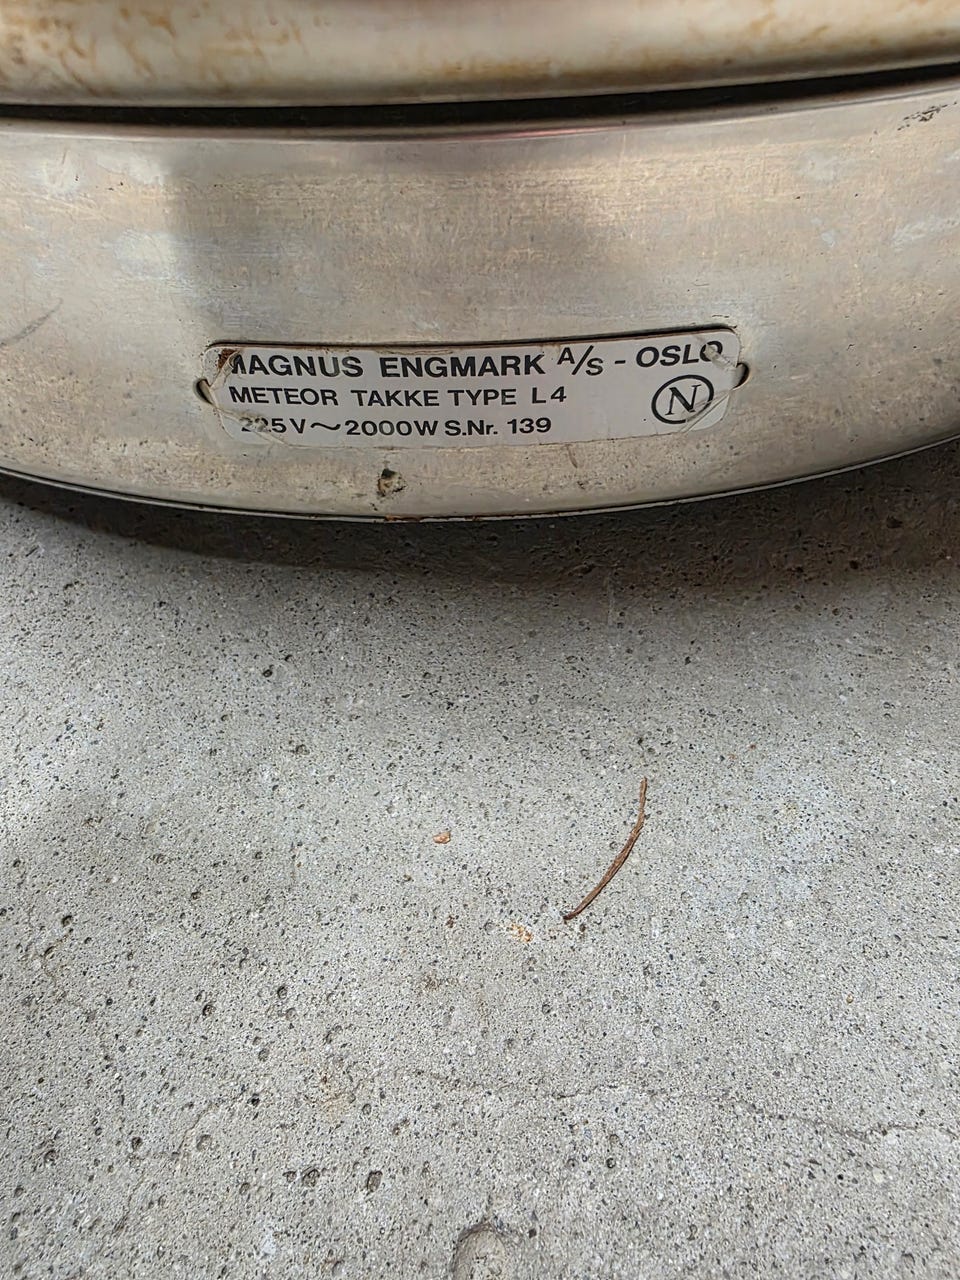 MAGNUS ENGMARK A/S - OSLO
METEOR TAKKE TYPE L4
225V~2000W S.Nr. 139
N